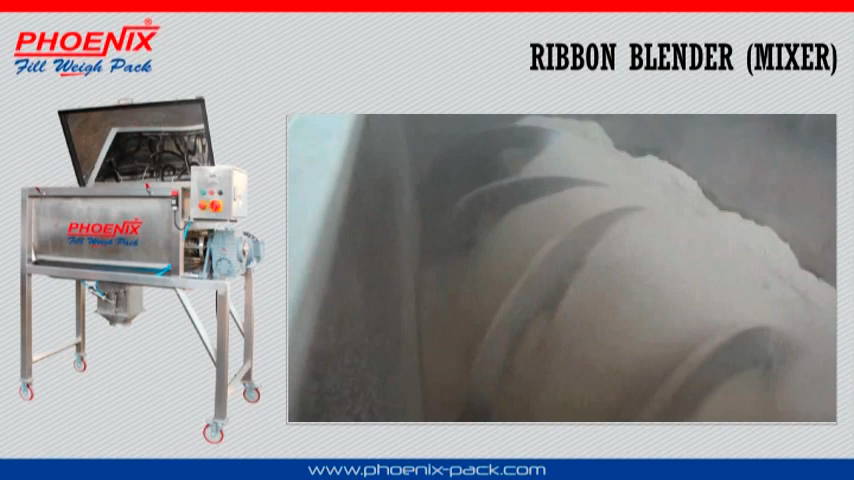 PHOENIX®
Fill Weigh Pack
RIBBON BLENDER (MIXER)
PHOENIX
Fill Weigh Pack
www.phoenix-pack.com